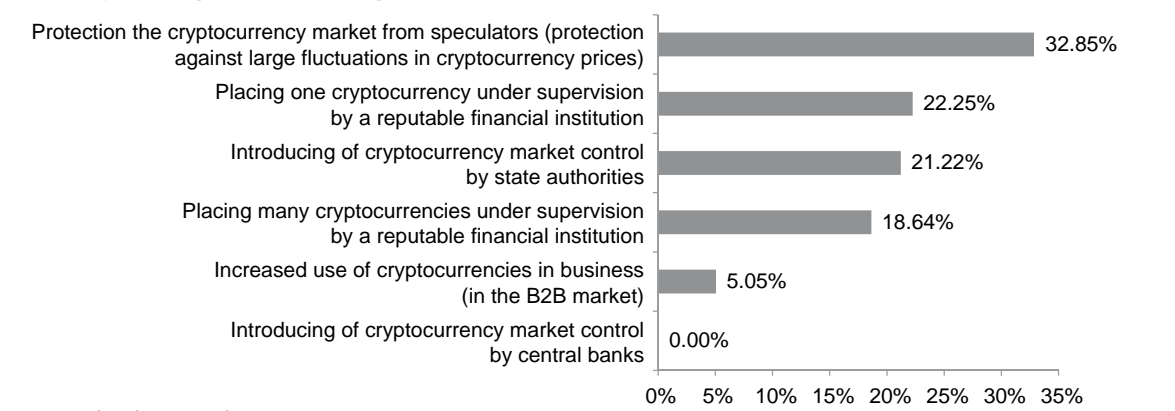 Protection the cryptocurrency market from speculators (protection
against large fluctuations in cryptocurrency prices)
32.85%
Placing one cryptocurrency under supervision
by a reputable financial institution
22.25%
Introducing of cryptocurrency market control
by state authorities
21.22%
Placing many cryptocurrencies under supervision
by a reputable financial institution
18.64%
Increased use of cryptocurrencies in business
(in the B2B market)
5.05%
Introducing of cryptocurrency market control
by central banks
0.00%
0% 5% 10% 15% 20% 25% 30% 35%